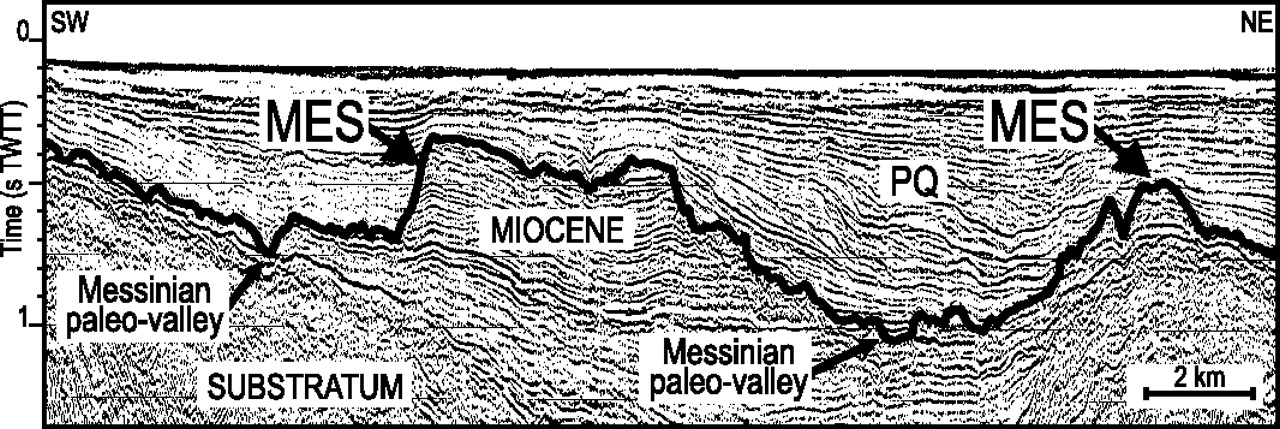 SW
NE
0
MES
MES
PQ
MIOCENE
Time (s TWTT)
Messinian
paleo-valley
1
Messinian
paleo-valley
SUBSTRATUM
2 km